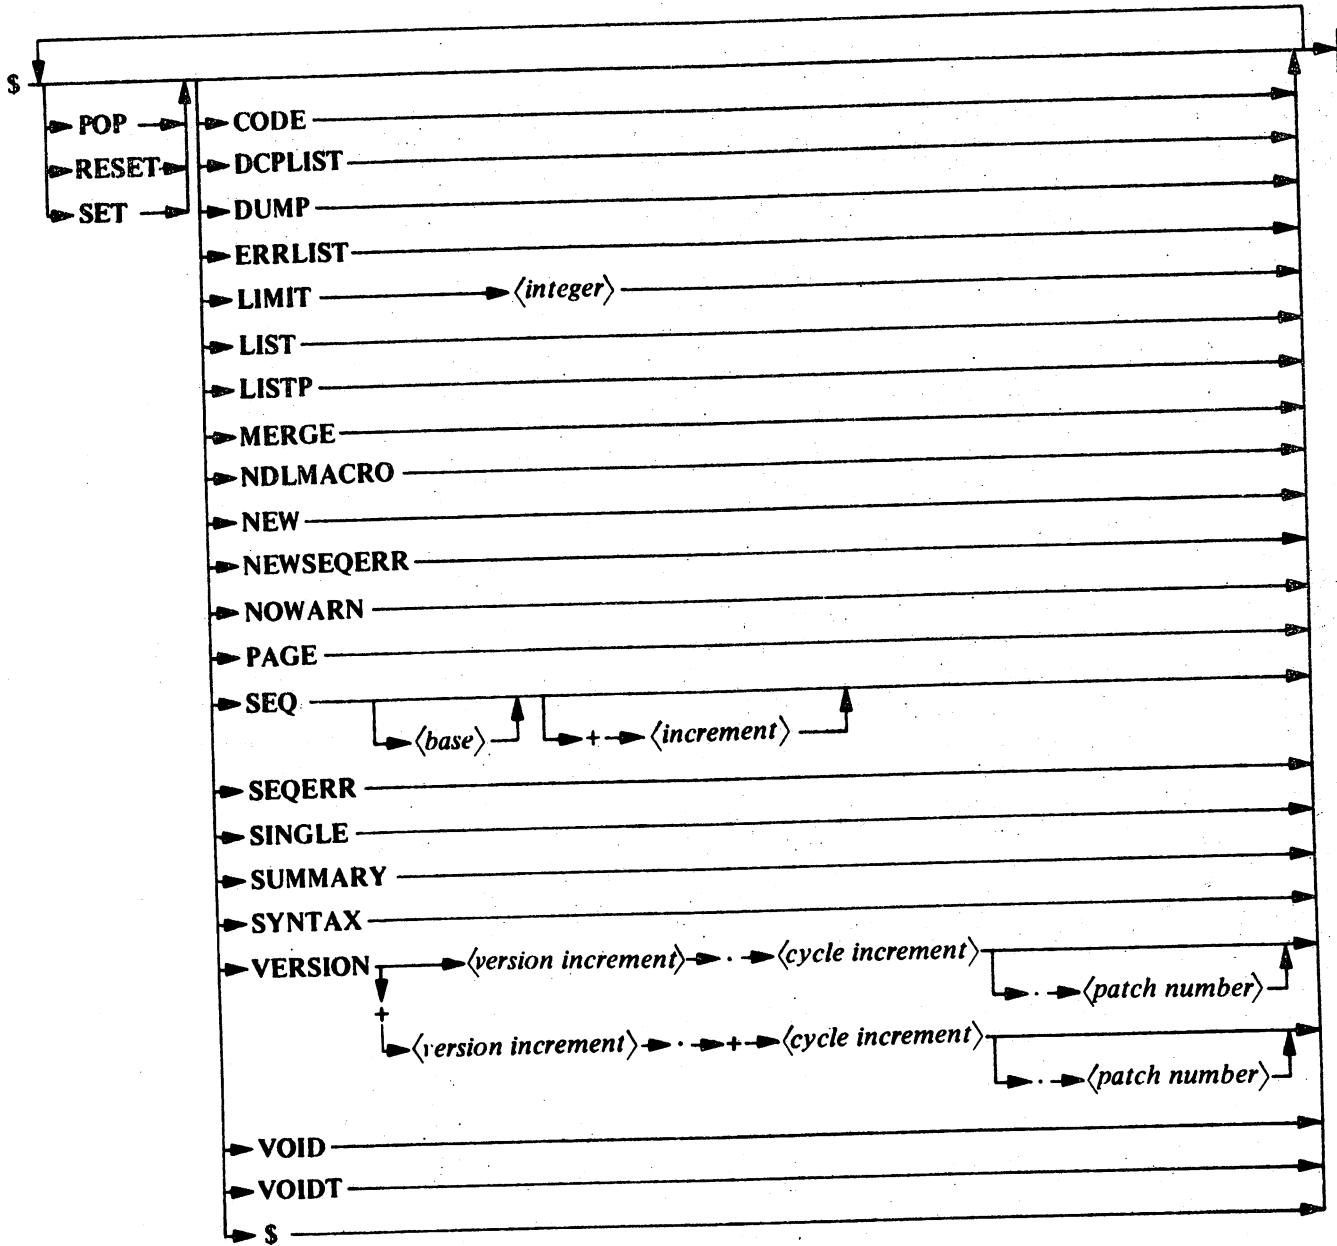 $
POP
RESET
SET
CODE
DCPLIST
DUMP
ERRLIST
LIMIT ⟨integer⟩
LIST
LISTP
MERGE
NDLMACRO
NEW
NEWSEQERR
NOWARN
PAGE
SEQ
⟨base⟩ + ⟨increment⟩
SEQERR
SINGLE
SUMMARY
SYNTAX
VERSION ⟨version increment⟩ . ⟨cycle increment⟩
. ⟨patch number⟩
+
⟨version increment⟩ . + ⟨cycle increment⟩
. ⟨patch number⟩
VOID
VOIDT
$